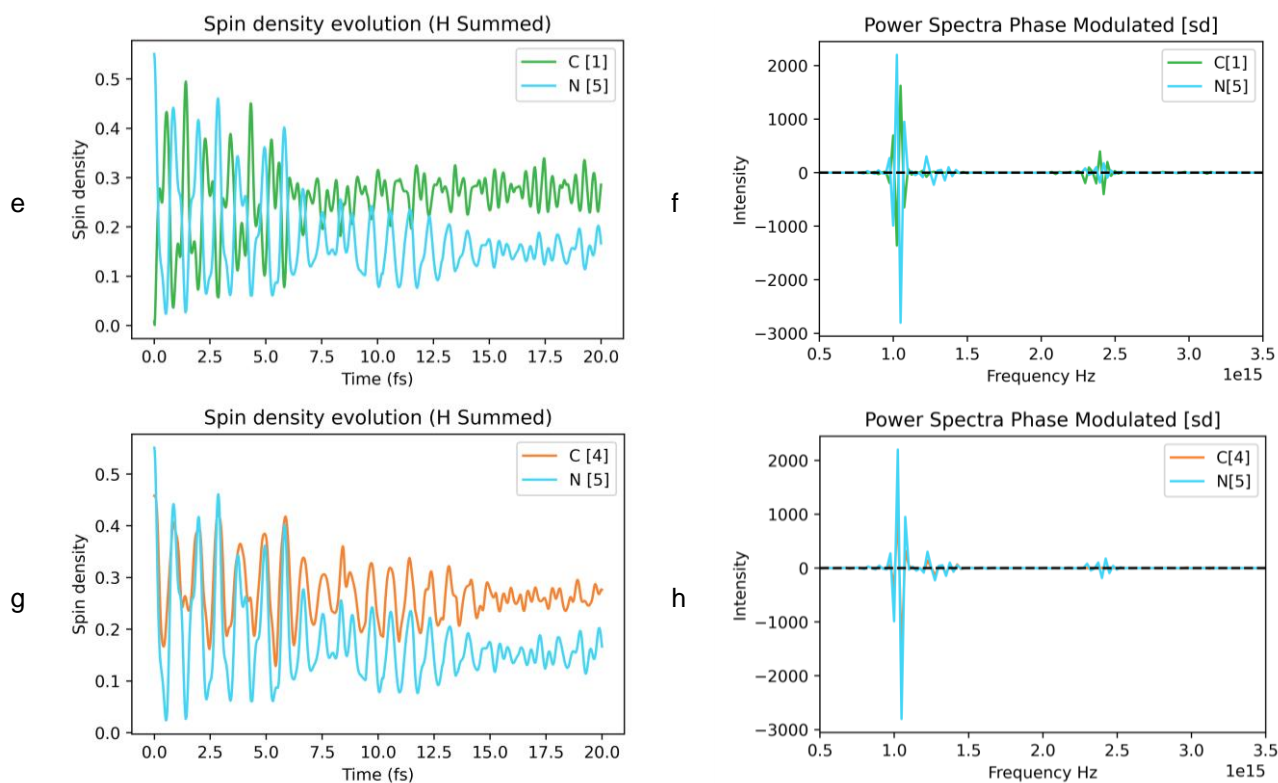 Spin density evolution (H Summed)
C [1]
N [5]
0.5
0.4
0.3
0.2
0.1
0.0
Spin density
0.0 2.5 5.0 7.5 10.0 12.5 15.0 17.5 20.0
Time (fs)
e
Power Spectra Phase Modulated [sd]
C[1]
N[5]
2000
1000
0
−1000
−2000
−3000
Intensity
0.5 1.0 1.5 2.0 2.5 3.0 3.5
Frequency Hz
1e15
f
Spin density evolution (H Summed)
C [4]
N [5]
0.5
0.4
0.3
0.2
0.1
0.0
Spin density
0.0 2.5 5.0 7.5 10.0 12.5 15.0 17.5 20.0
Time (fs)
g
Power Spectra Phase Modulated [sd]
C[4]
N[5]
2000
1000
0
−1000
−2000
−3000
Intensity
0.5 1.0 1.5 2.0 2.5 3.0 3.5
Frequency Hz
1e15
h